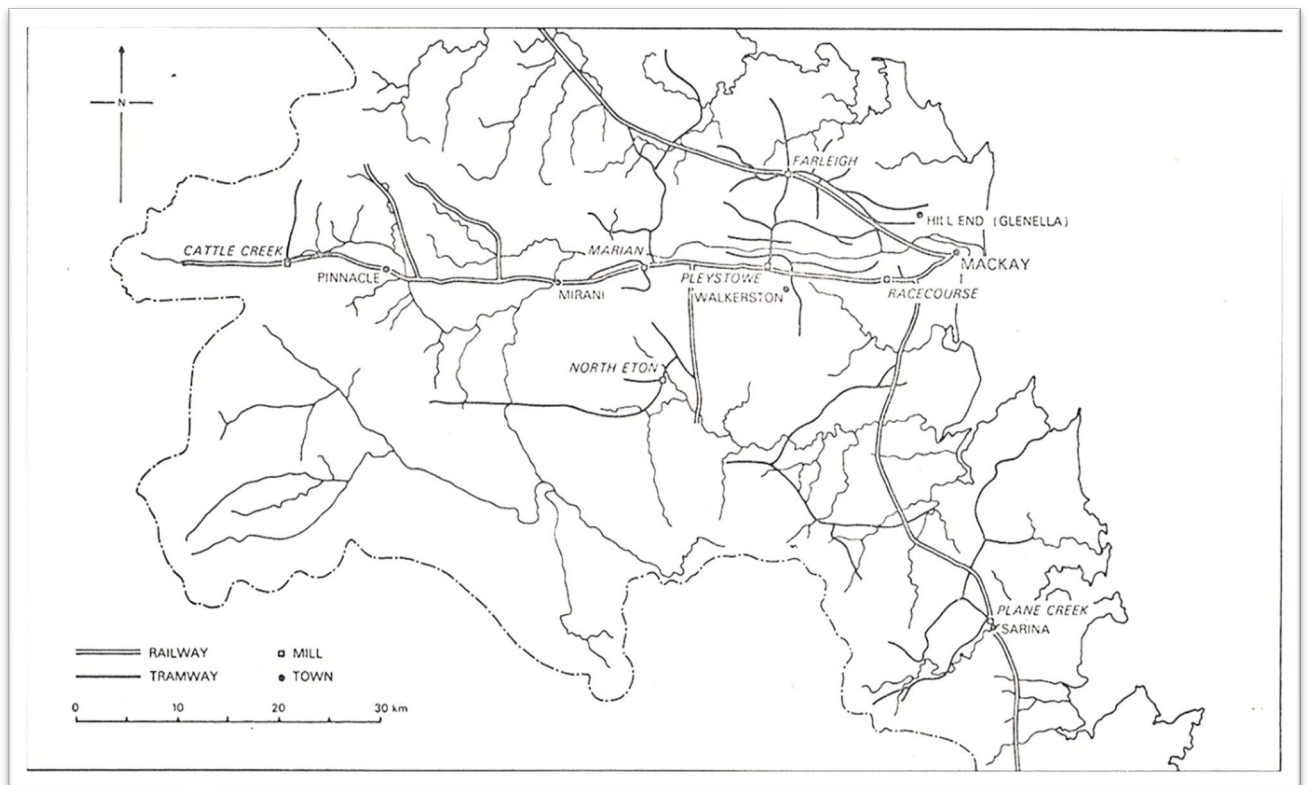 N
FARLEIGH
HILL END (GLENELLA)
CATTLE CREEK
MARIAN
MACKAY
PINNACLE
PLEYSTOWE
MIRANI
WALKERSTON
RACECOURSE
NORTH ETON
PLANE CREEK
SARINA
RAILWAY
MILL
TRAMWAY
TOWN
0 10 20 30 km